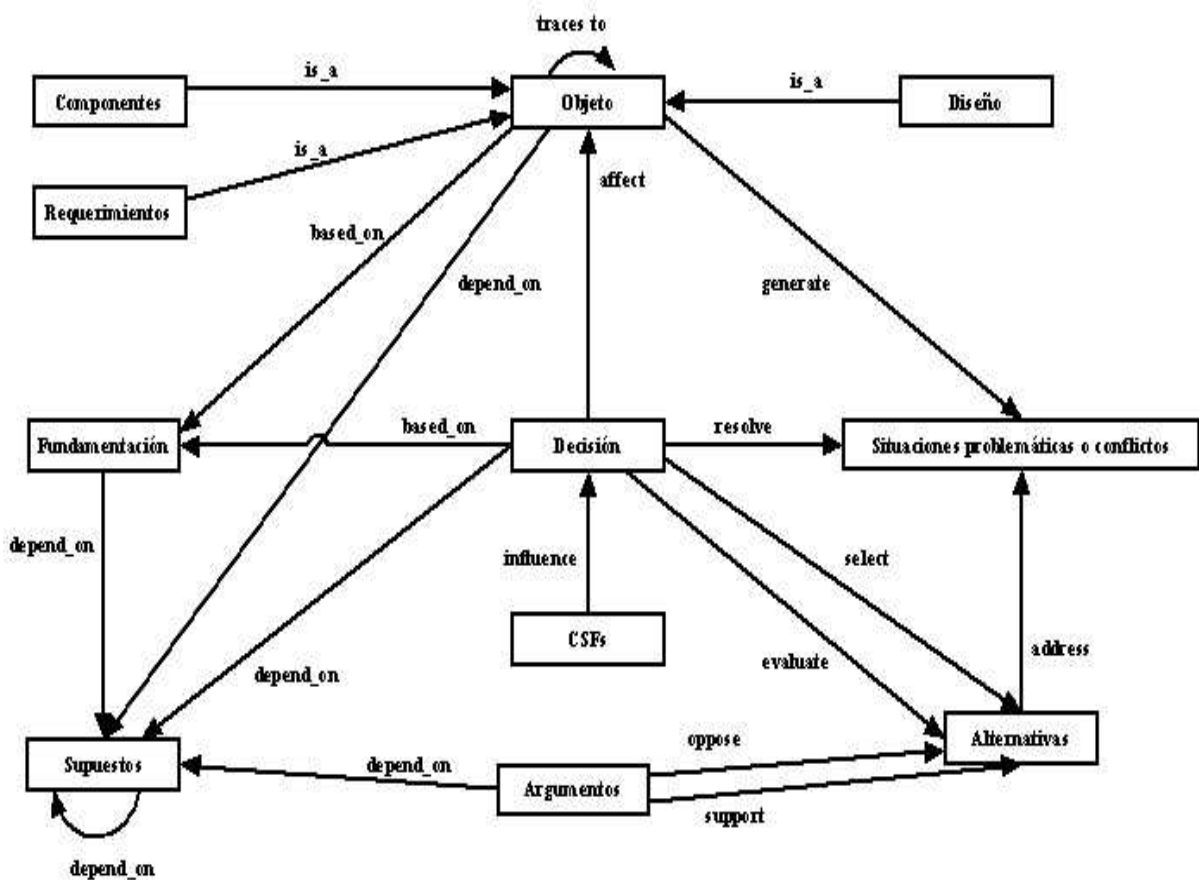 traces to
is_a
is_a
Componentes
Objeto
Diseño
is_a
affect
Requerimientos
based_on
depend_on
generate
Fundamentación
based_on
Decisión
resolve
Situaciones problemáticas o conflictos
depend_on
influence
select
CSFs
depend_on
evaluate
address
oppose
Alternativas
Supuestos
depend_on
Argumentos
support
depend_on